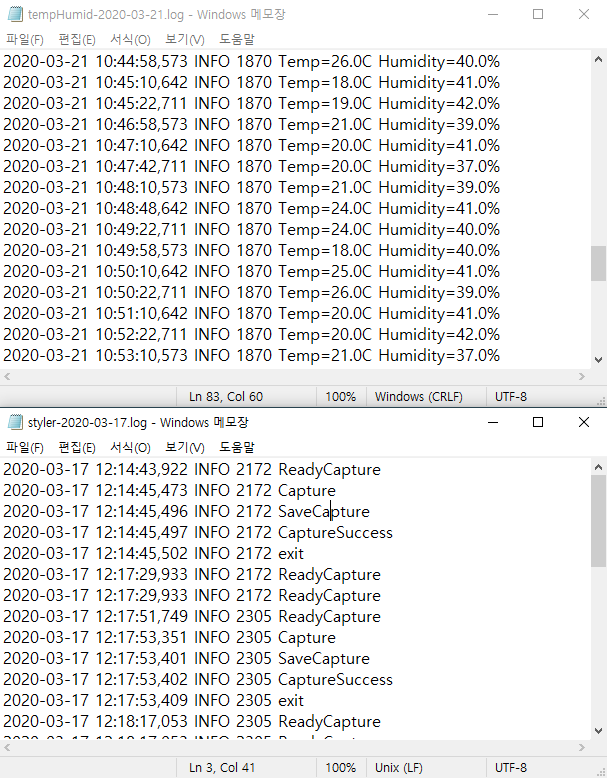 tempHumid-2020-03-21.log - Windows 메모장
파일(F) 편집(E) 서식(O) 보기(V) 도움말
2020-03-21 10:44:58,573 INFO 1870 Temp=26.0C Humidity=40.0%
2020-03-21 10:45:10,642 INFO 1870 Temp=18.0C Humidity=41.0%
2020-03-21 10:45:22,711 INFO 1870 Temp=19.0C Humidity=42.0%
2020-03-21 10:46:58,573 INFO 1870 Temp=21.0C Humidity=39.0%
2020-03-21 10:47:10,642 INFO 1870 Temp=20.0C Humidity=41.0%
2020-03-21 10:47:42,711 INFO 1870 Temp=20.0C Humidity=37.0%
2020-03-21 10:48:10,573 INFO 1870 Temp=21.0C Humidity=39.0%
2020-03-21 10:48:48,642 INFO 1870 Temp=24.0C Humidity=41.0%
2020-03-21 10:49:22,711 INFO 1870 Temp=24.0C Humidity=40.0%
2020-03-21 10:49:58,573 INFO 1870 Temp=18.0C Humidity=40.0%
2020-03-21 10:50:10,642 INFO 1870 Temp=25.0C Humidity=41.0%
2020-03-21 10:50:22,711 INFO 1870 Temp=26.0C Humidity=39.0%
2020-03-21 10:51:10,642 INFO 1870 Temp=20.0C Humidity=41.0%
2020-03-21 10:52:22,711 INFO 1870 Temp=20.0C Humidity=42.0%
2020-03-21 10:53:10,573 INFO 1870 Temp=21.0C Humidity=37.0%
Ln 83, Col 60 100% Windows (CRLF) UTF-8
styler-2020-03-17.log - Windows 메모장
파일(F) 편집(E) 서식(O) 보기(V) 도움말
2020-03-17 12:14:43,922 INFO 2172 ReadyCapture
2020-03-17 12:14:45,473 INFO 2172 Capture
2020-03-17 12:14:45,496 INFO 2172 SaveCapture
2020-03-17 12:14:45,497 INFO 2172 CaptureSuccess
2020-03-17 12:14:45,502 INFO 2172 exit
2020-03-17 12:17:29,933 INFO 2172 ReadyCapture
2020-03-17 12:17:29,933 INFO 2172 ReadyCapture
2020-03-17 12:17:51,749 INFO 2305 ReadyCapture
2020-03-17 12:17:53,351 INFO 2305 Capture
2020-03-17 12:17:53,401 INFO 2305 SaveCapture
2020-03-17 12:17:53,402 INFO 2305 CaptureSuccess
2020-03-17 12:17:53,409 INFO 2305 exit
2020-03-17 12:18:17,053 INFO 2305 ReadyCapture
Ln 3, Col 41 100% Unix (LF) UTF-8